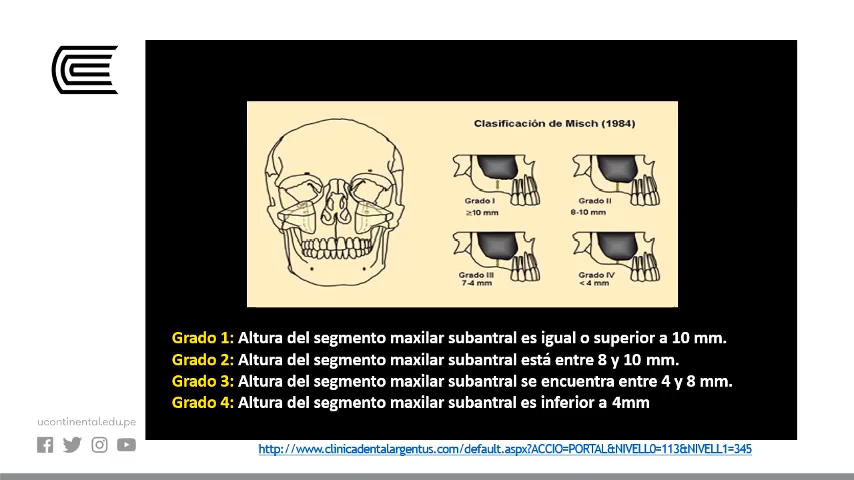 Clasificación de Misch (1984)
Grado I
≥10 mm
Grado II
8-10 mm
Grado III
7-4 mm
Grado IV
< 4 mm
Grado 1: Altura del segmento maxilar subantral es igual o superior a 10 mm.
Grado 2: Altura del segmento maxilar subantral está entre 8 y 10 mm.
Grado 3: Altura del segmento maxilar subantral se encuentra entre 4 y 8 mm.
Grado 4: Altura del segmento maxilar subantral es inferior a 4mm
ucontinental.edu.pe
http://www.clinicadentalargentus.com/default.aspx?ACCIO=PORTAL&NIVELL0=113&NIVELL1=345